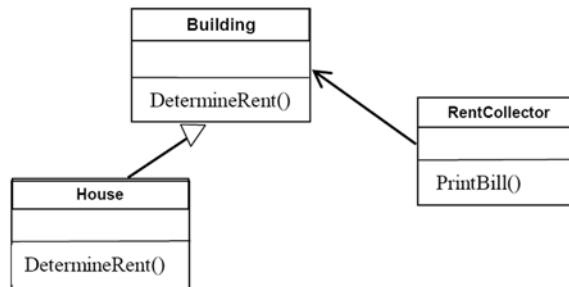 Building
DetermineRent()
RentCollector
PrintBill()
House
DetermineRent()